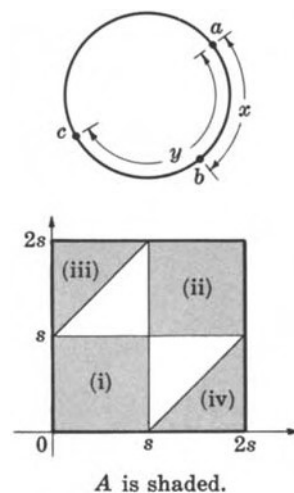 a
x
c
y
b
2s
(iii)
(ii)
s
(i)
(iv)
0
s
2s
A is shaded.